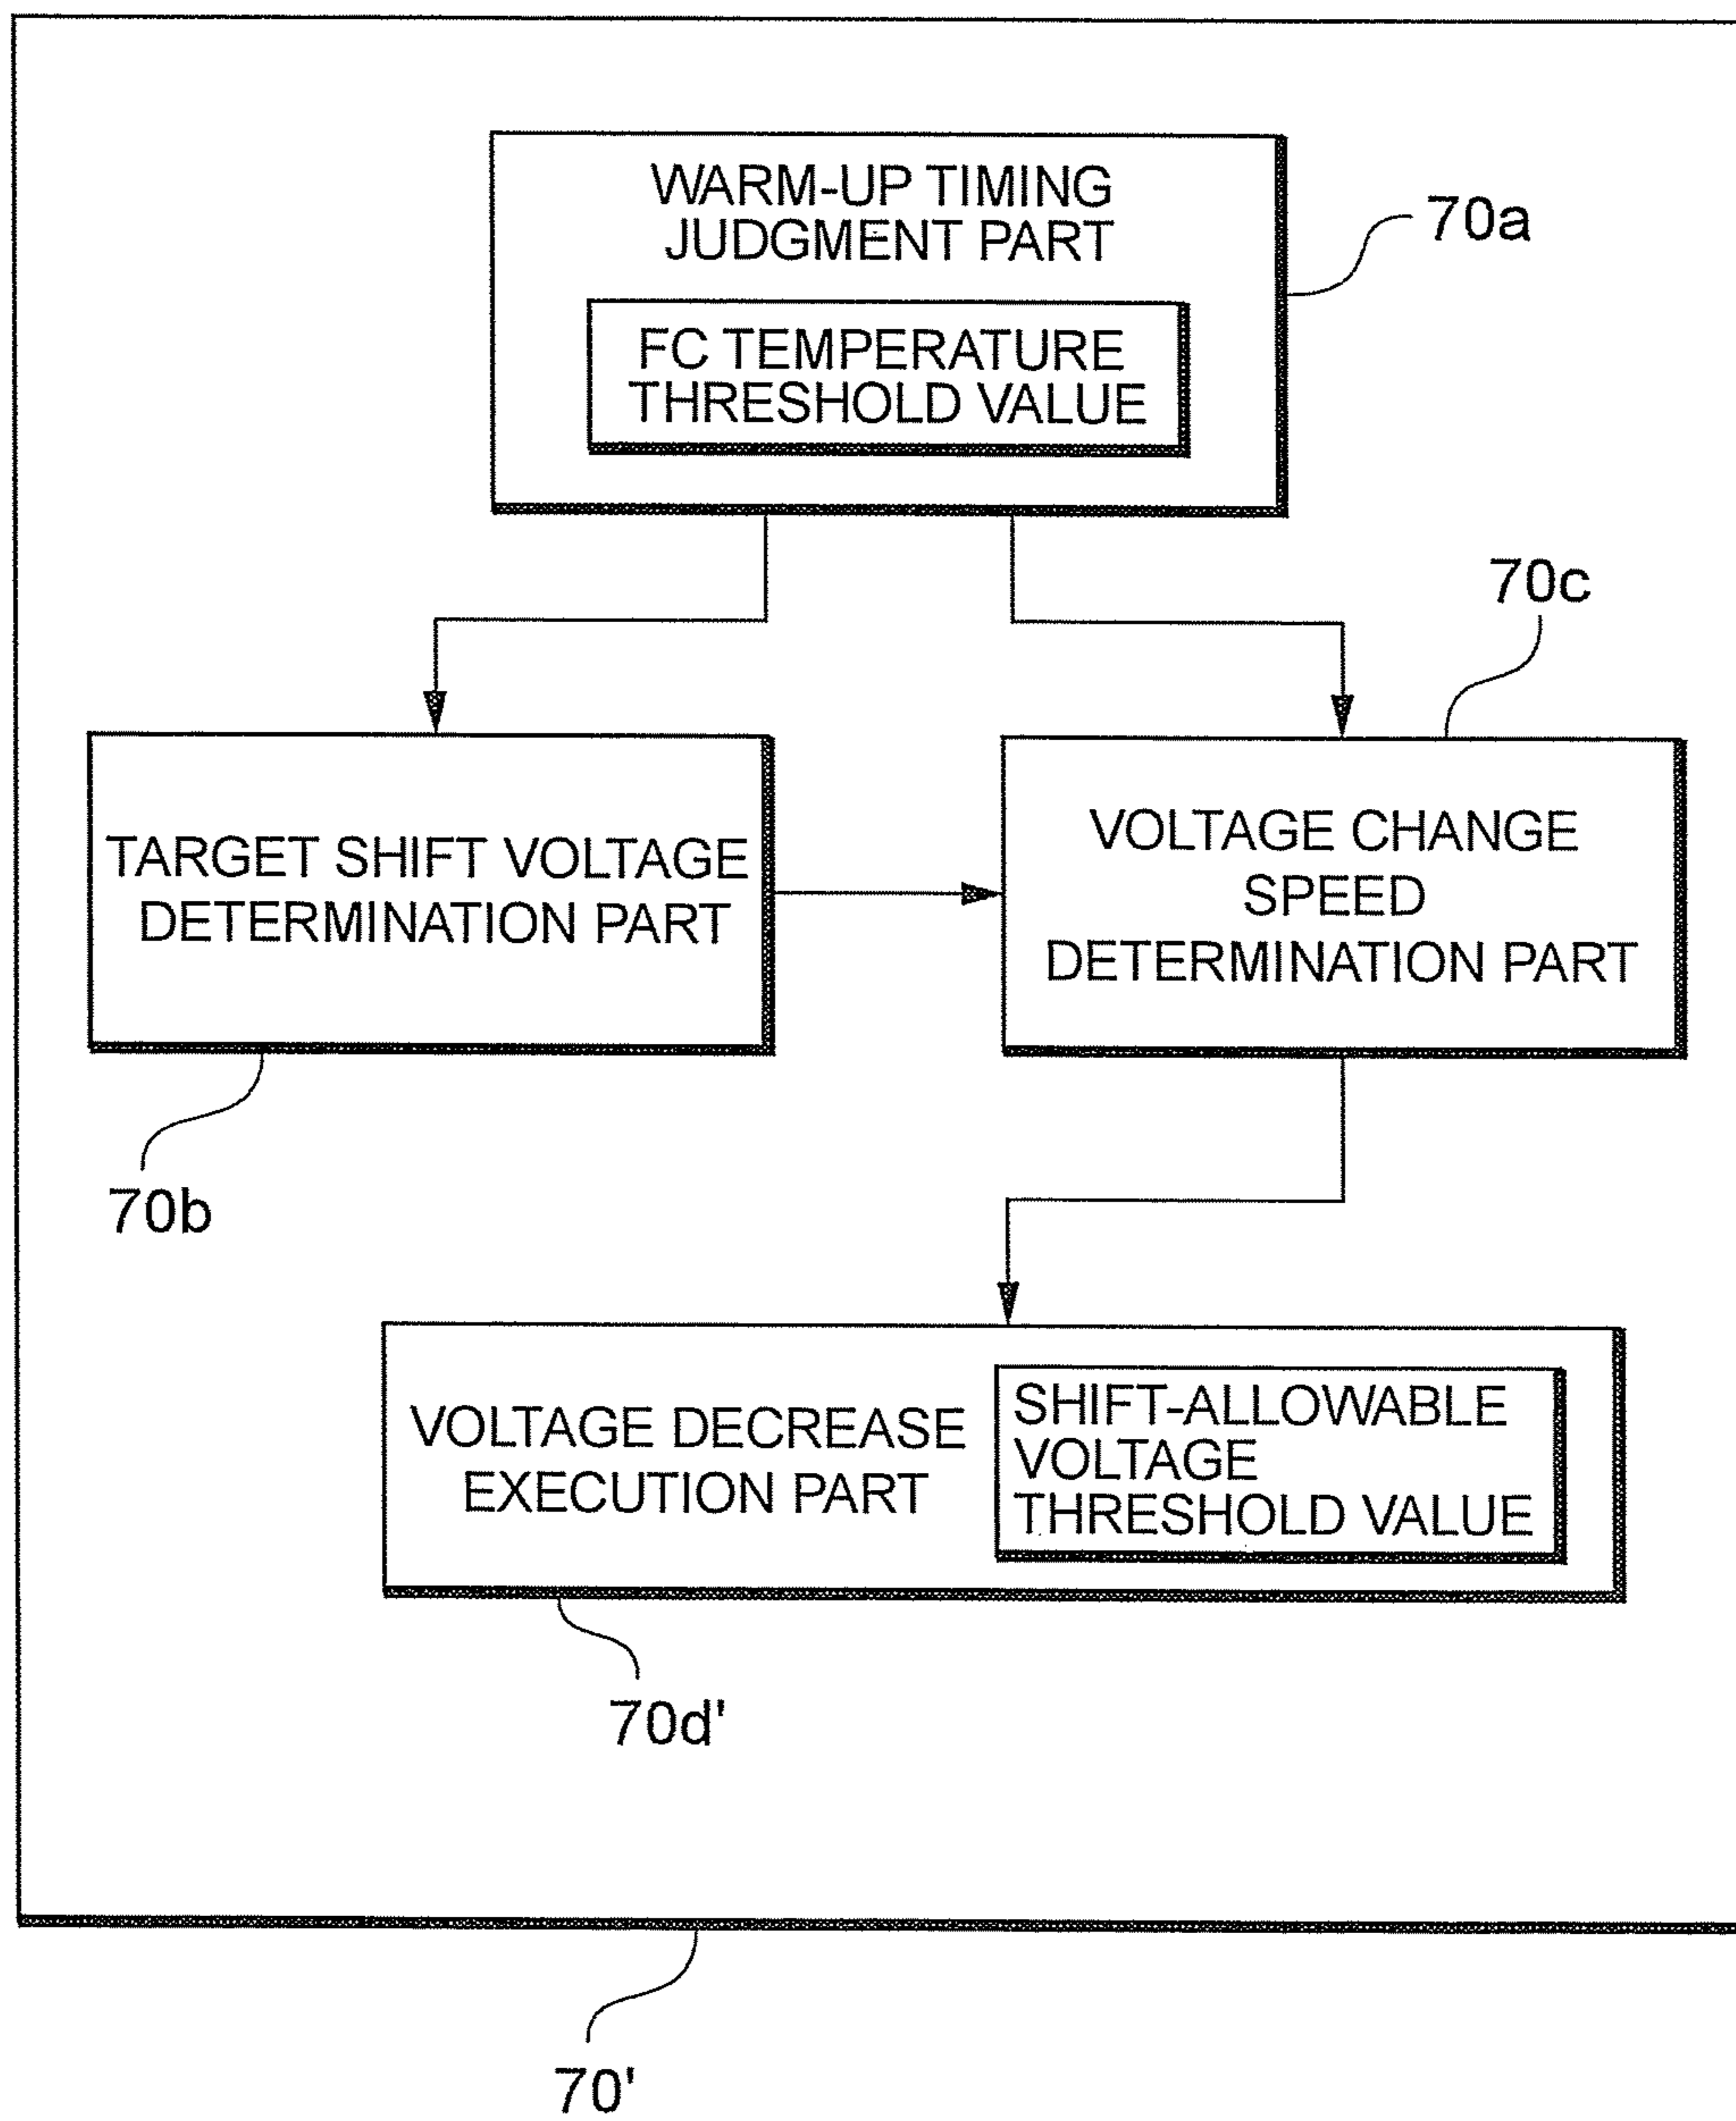 WARM-UP TIMING
JUDGMENT PART
70a
FC TEMPERATURE
THRESHOLD VALUE
70c
TARGET SHIFT VOLTAGE
DETERMINATION PART
VOLTAGE CHANGE
SPEED
DETERMINATION PART
70b
VOLTAGE DECREASE
EXECUTION PART
SHIFT-ALLOWABLE
VOLTAGE
THRESHOLD VALUE
70d'
70'